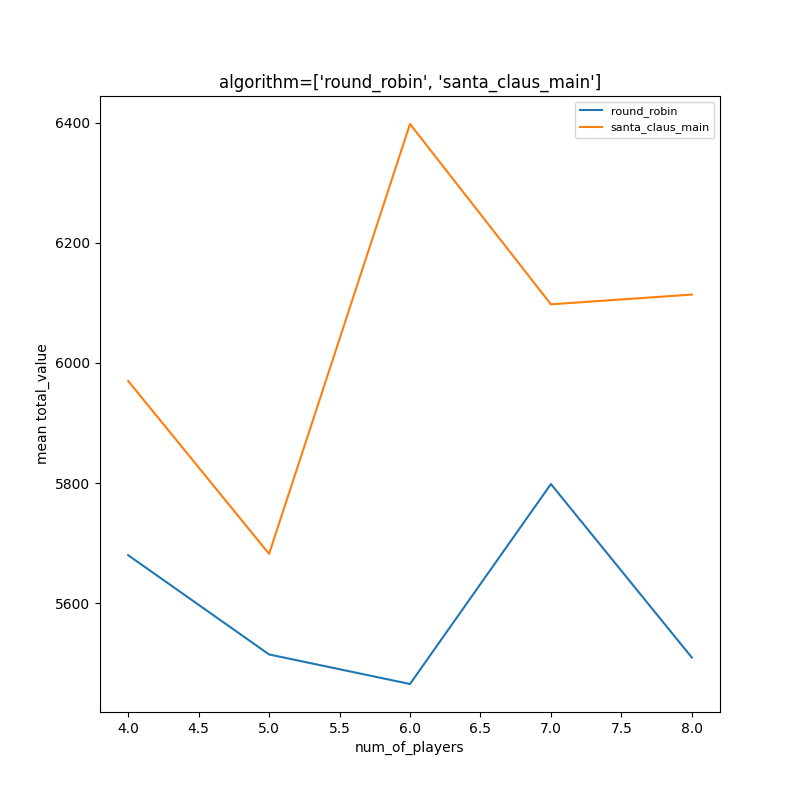 algorithm=['round_robin', 'santa_claus_main']
round_robin
santa_claus_main
6400
6200
6000
5800
5600
mean total_value
4.0 4.5 5.0 5.5 6.0 6.5 7.0 7.5 8.0
num_of_players